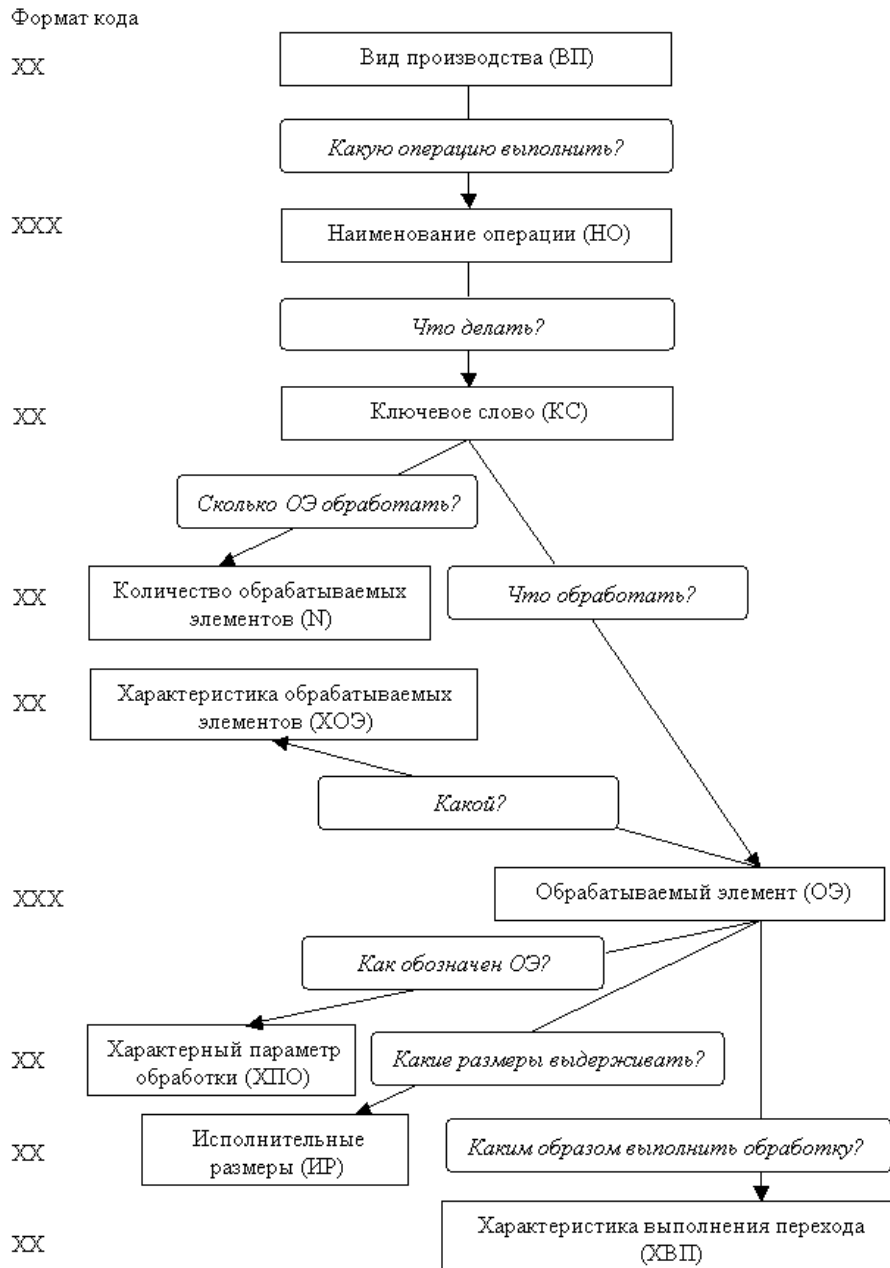 Формат кода
XX
Вид производства (ВП)
Какую операцию выполнить?
XXX
Наименование операции (НО)
Что делать?
XX
Ключевое слово (КС)
Сколько ОЭ обработать?
XX
Количество обрабатываемых
элементов (N)
Что обработать?
XX
Характеристика обрабатываемых
элементов (ХОЭ)
Какой?
XXX
Обрабатываемый элемент (ОЭ)
Как обозначен ОЭ?
XX
Характерный параметр
обработки (ХПО)
Какие размеры выдерживать?
XX
Исполнительные
размеры (ИР)
Каким образом выполнить обработку?
XX
Характеристика выполнения перехода
(ХВП)